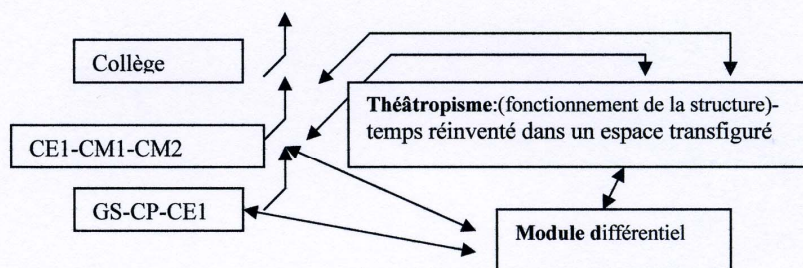 Collège
Théâtropisme:(fonctionnement de la structure)-
temps réinventé dans un espace transfiguré
CE1-CM1-CM2
GS-CP-CE1
Module différentiel